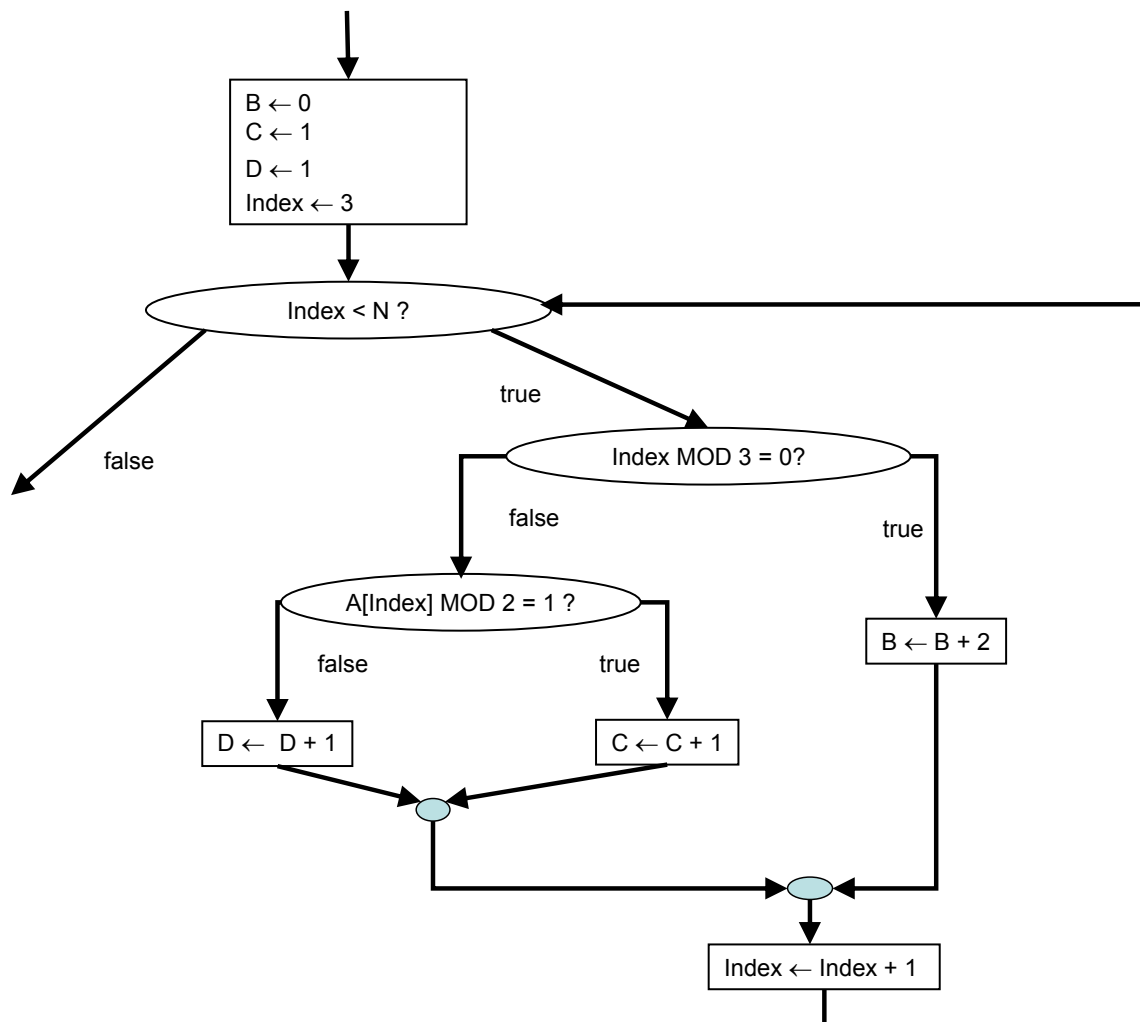 B ← 0
C ← 1
D ← 1
Index ← 3
Index < N ?
true
false
Index MOD 3 = 0?
false
true
A[Index] MOD 2 = 1 ?
false
true
B ← B + 2
D ← D + 1
C ← C + 1
Index ← Index + 1